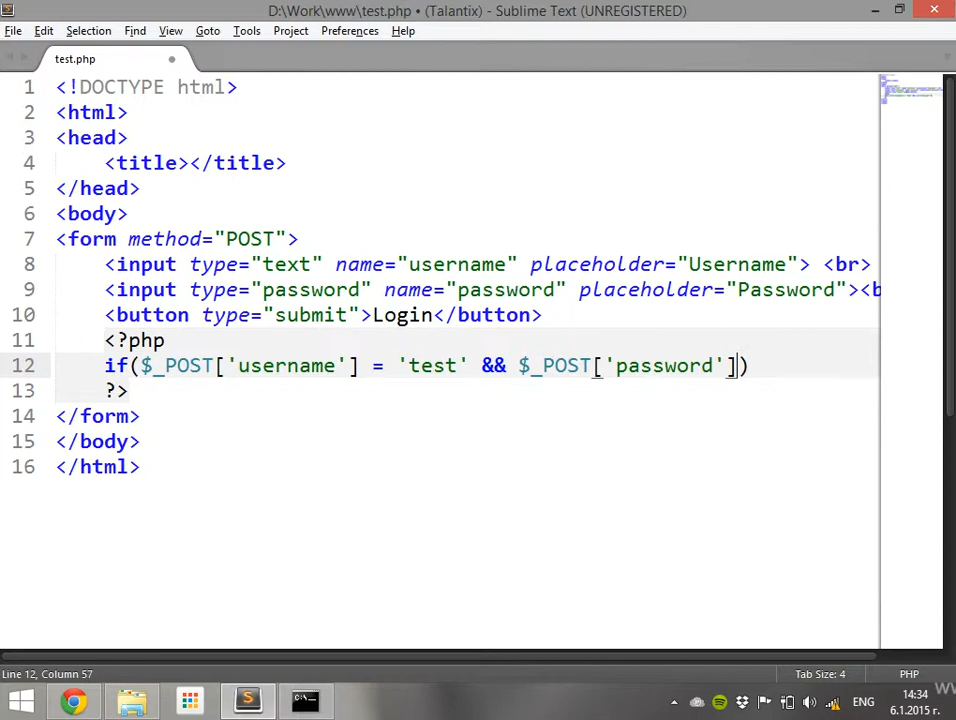 D:\Work\www\test.php • (Talantix) - Sublime Text (UNREGISTERED)
File Edit Selection Find View Goto Tools Project Preferences Help
test.php
1 <!DOCTYPE html>
2 <html>
3 <head>
4 <title></title>
5 </head>
6 <body>
7 <form method="POST">
8 <input type="text" name="username" placeholder="Username"> <br>
9 <input type="password" name="password" placeholder="Password"><b
10 <button type="submit">Login</button>
11 <?php
12 if($_POST['username'] = 'test' && $_POST['password'])
13 ?>
14 </form>
15 </body>
16 </html>
Line 12, Column 57 Tab Size: 4 PHP
ЕНГ 14:34
6.1.2015 г.